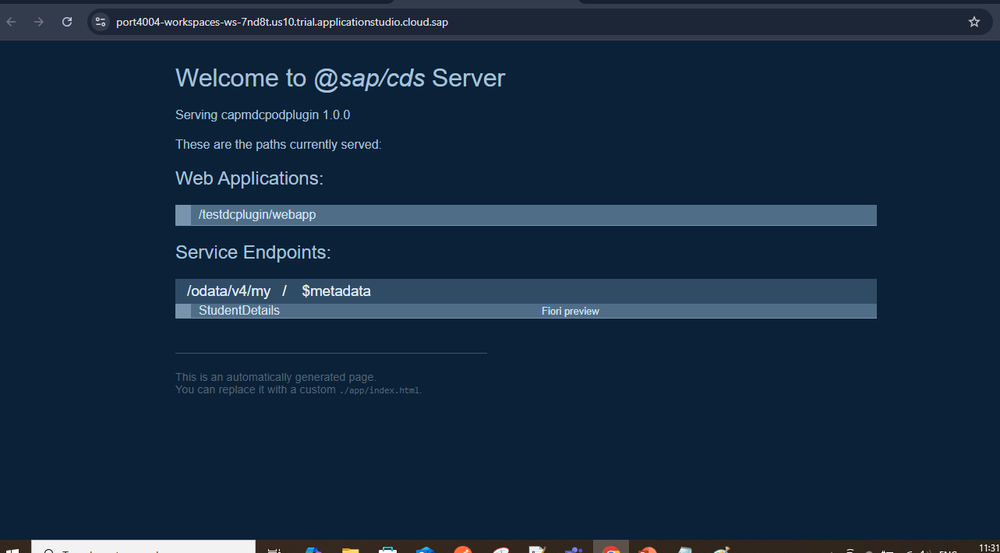 port4004-workspaces-ws-7nd8t.us10.trial.applicationstudio.cloud.sap
Welcome to @sap/cds Server
Serving capmdcpodplugin 1.0.0
These are the paths currently served:
Web Applications:
/testdcplugin/webapp
Service Endpoints:
/odata/v4/my / $metadata
StudentDetails Fiori preview
This is an automatically generated page.
You can replace it with a custom ./app/index.html.
11:31